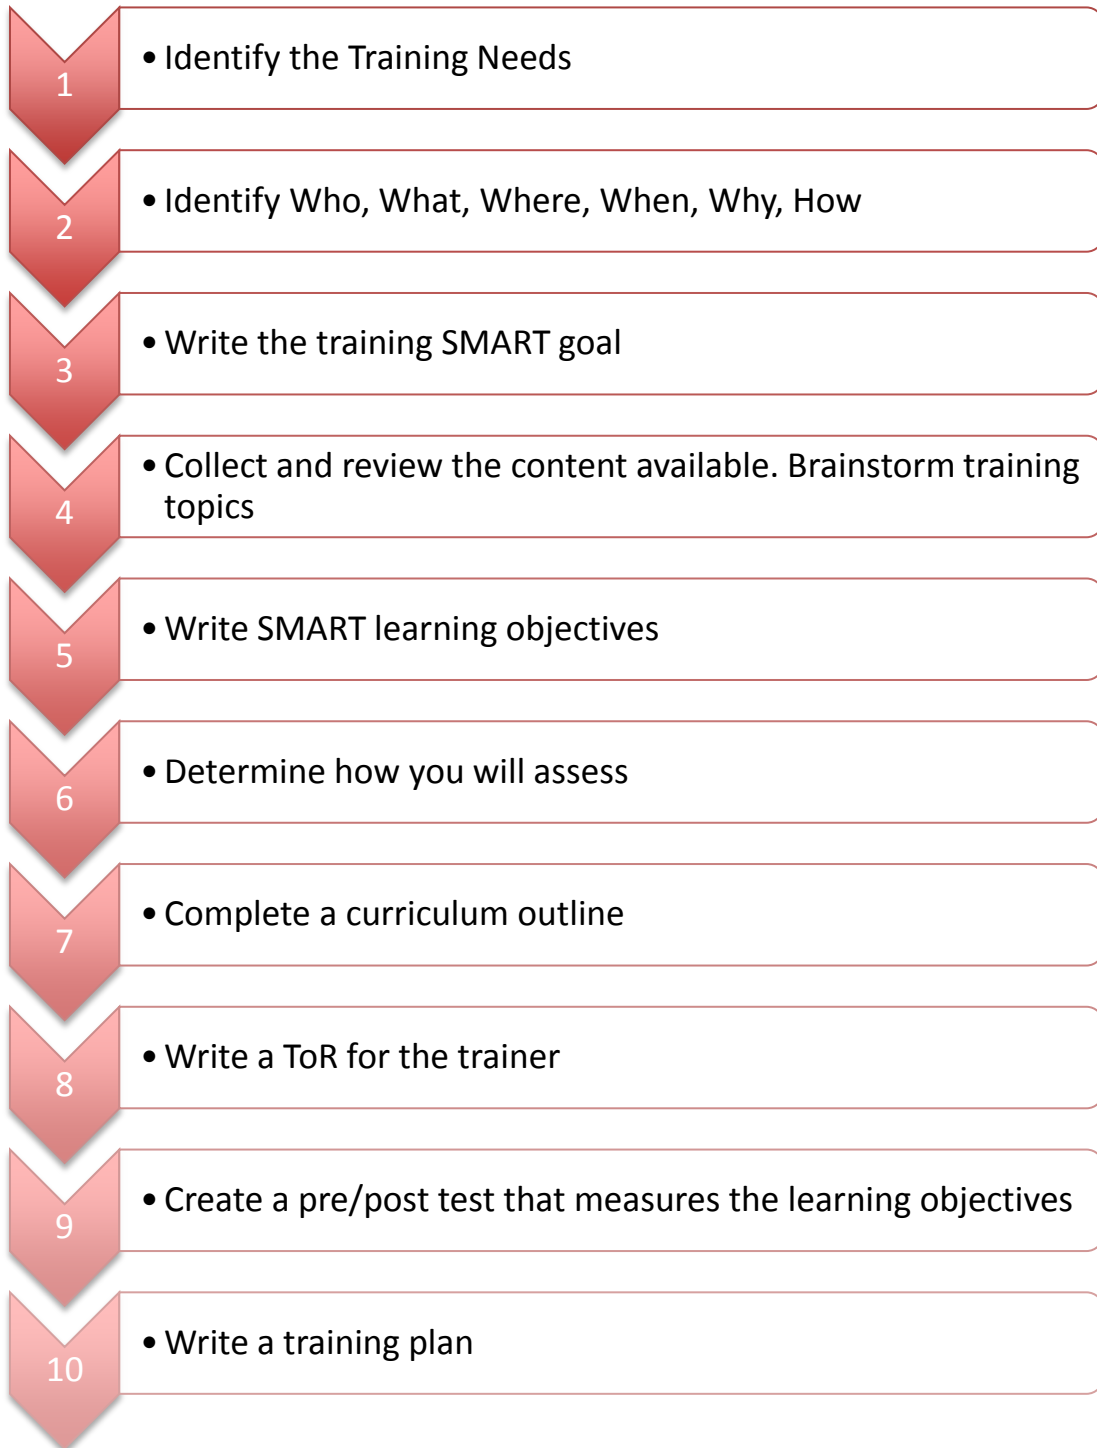 1
• Identify the Training Needs
2
• Identify Who, What, Where, When, Why, How
3
• Write the training SMART goal
4
• Collect and review the content available. Brainstorm training
topics
5
• Write SMART learning objectives
6
• Determine how you will assess
7
• Complete a curriculum outline
8
• Write a ToR for the trainer
9
• Create a pre/post test that measures the learning objectives
10
• Write a training plan